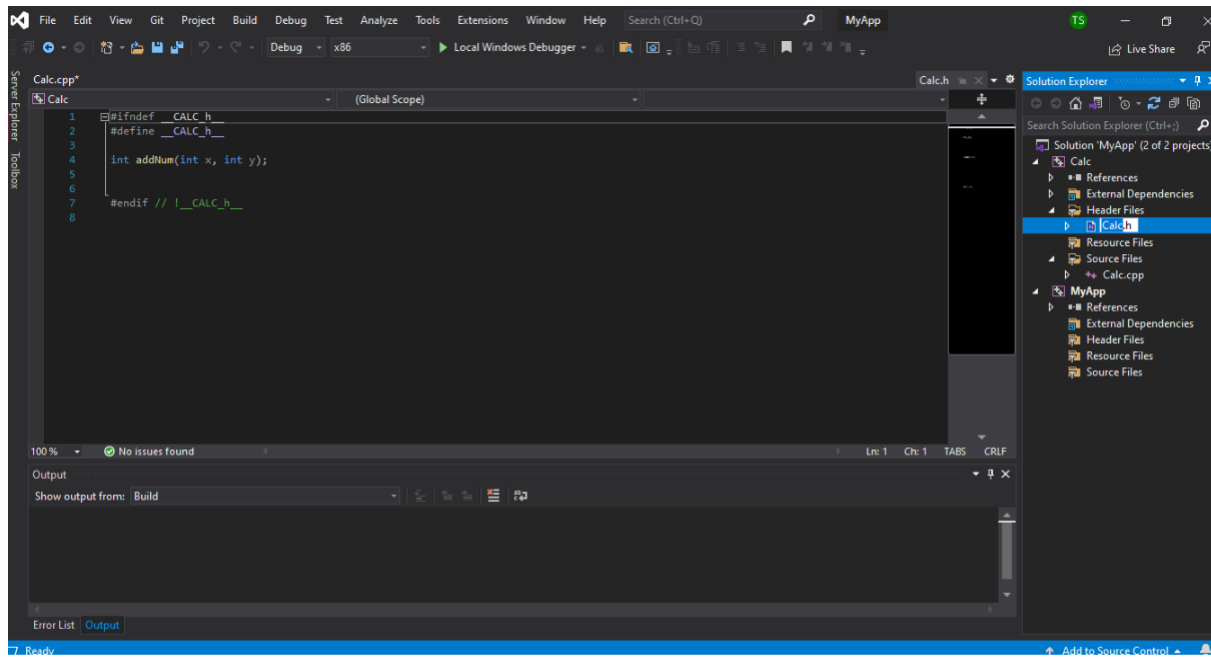 File Edit View Git Project Build Debug Test Analyze Tools Extensions Window Help Search (Ctrl+Q) MyApp TS
Debug x86 Local Windows Debugger Live Share
Server Explorer
Toolbox
Calc.cpp* Calc.h
Calc (Global Scope)
1 #ifndef __CALC_h__
2 #define __CALC_h__
3
4 int addNum(int x, int y);
5
6
7 #endif // !__CALC_h__
8
100 % No issues found Ln: 1 Ch: 1 TABS CRLF
Output
Show output from: Build
Error List Output
Solution Explorer
Search Solution Explorer (Ctrl+;)
Solution 'MyApp' (2 of 2 projects)
Calc
References
External Dependencies
Header Files
Calc.h
Resource Files
Source Files
Calc.cpp
MyApp
References
External Dependencies
Header Files
Resource Files
Source Files
Ready Add to Source Control